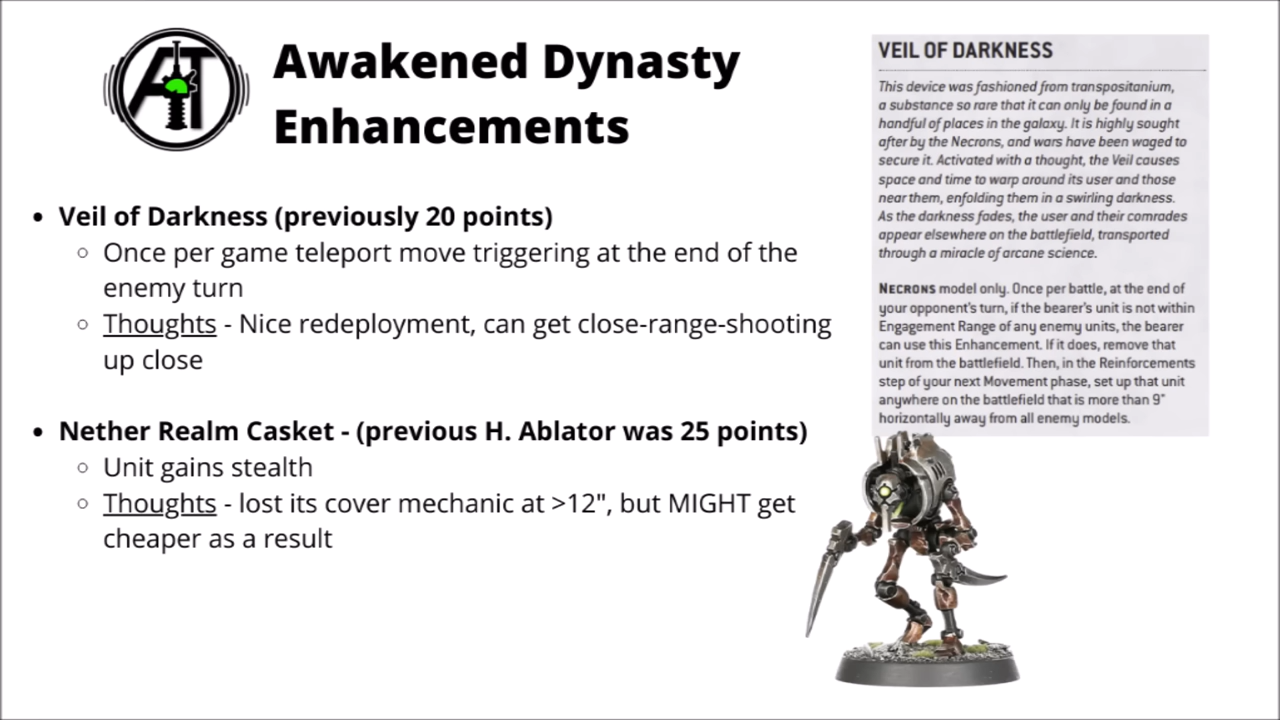 AT
Awakened Dynasty
Enhancements
• Veil of Darkness (previously 20 points)
○ Once per game teleport move triggering at the end of the
enemy turn
○ Thoughts - Nice redeployment, can get close-range-shooting
up close
• Nether Realm Casket - (previous H. Ablator was 25 points)
○ Unit gains stealth
○ Thoughts - lost its cover mechanic at >12", but MIGHT get
cheaper as a result
VEIL OF DARKNESS
This device was fashioned from transpositanium,
a substance so rare that it can only be found in a
handful of places in the galaxy. It is highly sought
after by the Necrons, and wars have been waged to
secure it. Activated with a thought, the Veil causes
space and time to warp around its user and those
near them, enfolding them in a swirling darkness.
As the darkness fades, the user and their comrades
appear elsewhere on the battlefield, transported
through a miracle of arcane science.
NECRONS model only. Once per battle, at the end of
your opponent's turn, if the bearer's unit is not within
Engagement Range of any enemy units, the bearer
can use this Enhancement. If it does, remove that
unit from the battlefield. Then, in the Reinforcements
step of your next Movement phase, set up that unit
anywhere on the battlefield that is more than 9"
horizontally away from all enemy models.